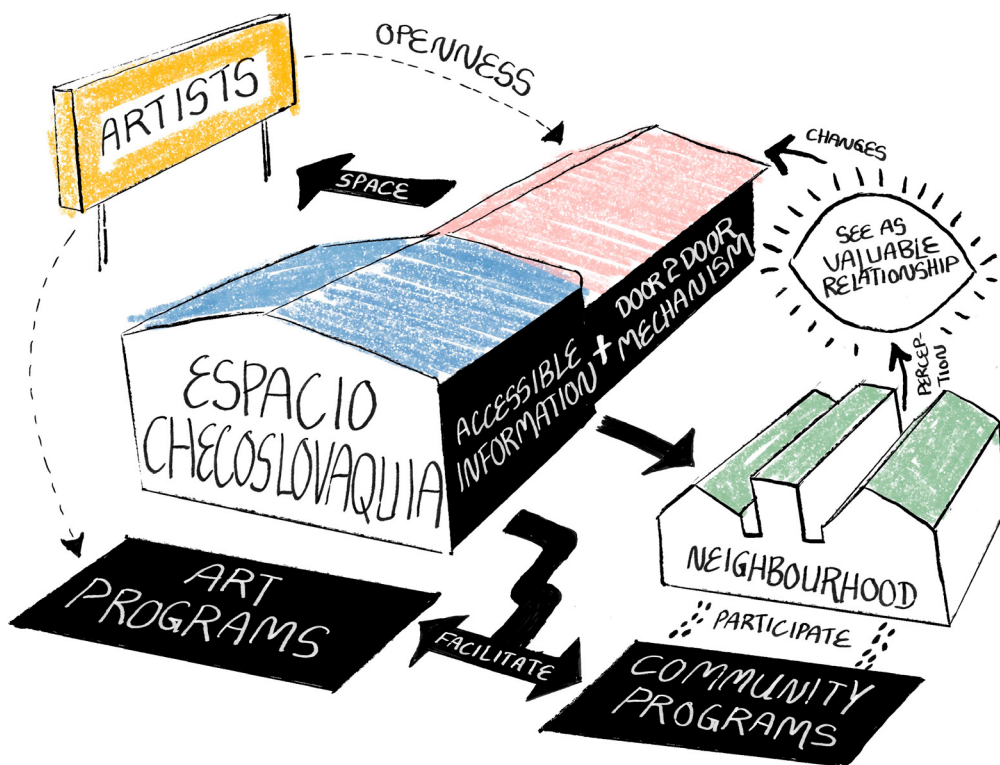 OPENNESS
ARTISTS
SPACE
CHANGES
SEE AS
VALUABLE
RELATIONSHIP
PERCEP-
TION
ESPACIO
CHECOSLOVAQUIA
ACCESSIBLE
INFORMATION
+
DOOR 2 DOOR
MECHANISM
NEIGHBOURHOOD
PARTICIPATE
ART
PROGRAMS
FACILITATE
COMMUNITY
PROGRAMS